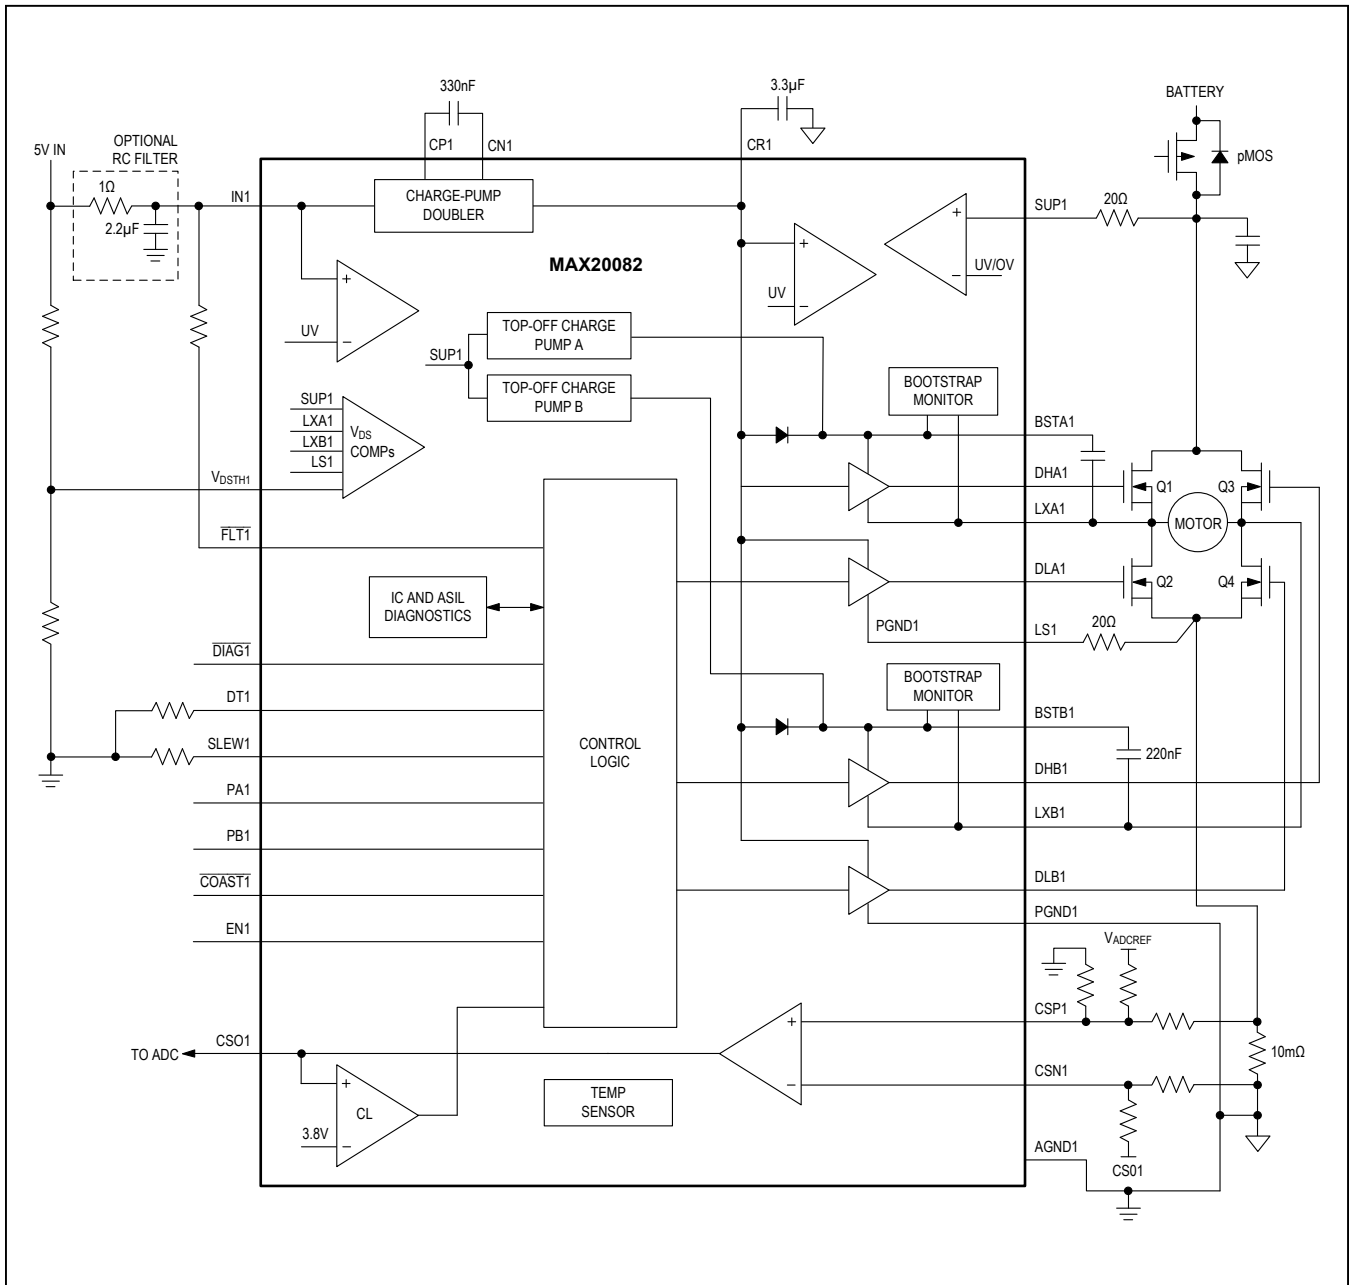 330nF
3.3µF
BATTERY
OPTIONAL
RC FILTER
5V IN
CP1
CN1
CR1
pMOS
1Ω
IN1
CHARGE-PUMP
DOUBLER
SUP1
20Ω
2.2µF
MAX20082
UV/OV
UV
UV
TOP-OFF CHARGE
PUMP A
SUP1
TOP-OFF CHARGE
PUMP B
BOOTSTRAP
MONITOR
SUP1
LXA1
LXB1
LS1
VDS
COMPs
BSTA1
VDSTH1
DHA1
Q1
Q3
LXA1
MOTOR
FLT1
DLA1
Q2
Q4
IC AND ASIL
DIAGNOSTICS
PGND1
LS1
20Ω
DIAG1
BOOTSTRAP
MONITOR
DT1
BSTB1
SLEW1
CONTROL
LOGIC
220nF
DHB1
PA1
LXB1
PB1
COAST1
DLB1
PGND1
EN1
VADCREF
CSP1
TO ADC
CSO1
10mΩ
CSN1
TEMP
SENSOR
CL
3.8V
AGND1
CS01